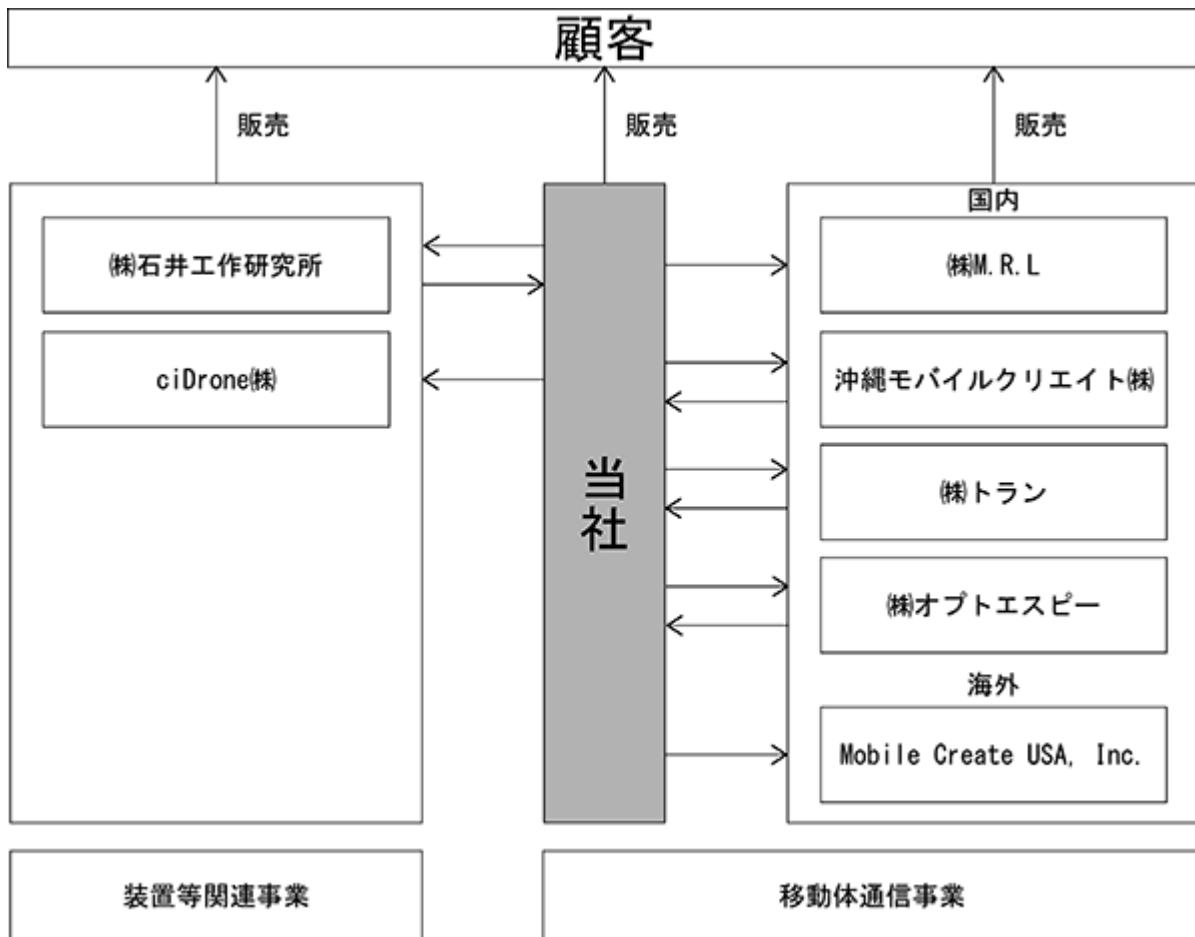 顧客
販売
販売
販売
㈱石井工作研究所
ciDrone㈱
当社
国内
㈱M.R.L
沖縄モバイルクリエイト㈱
㈱トラン
㈱オプトエスピー
海外
Mobile Create USA, Inc.
装置等関連事業
移動体通信事業